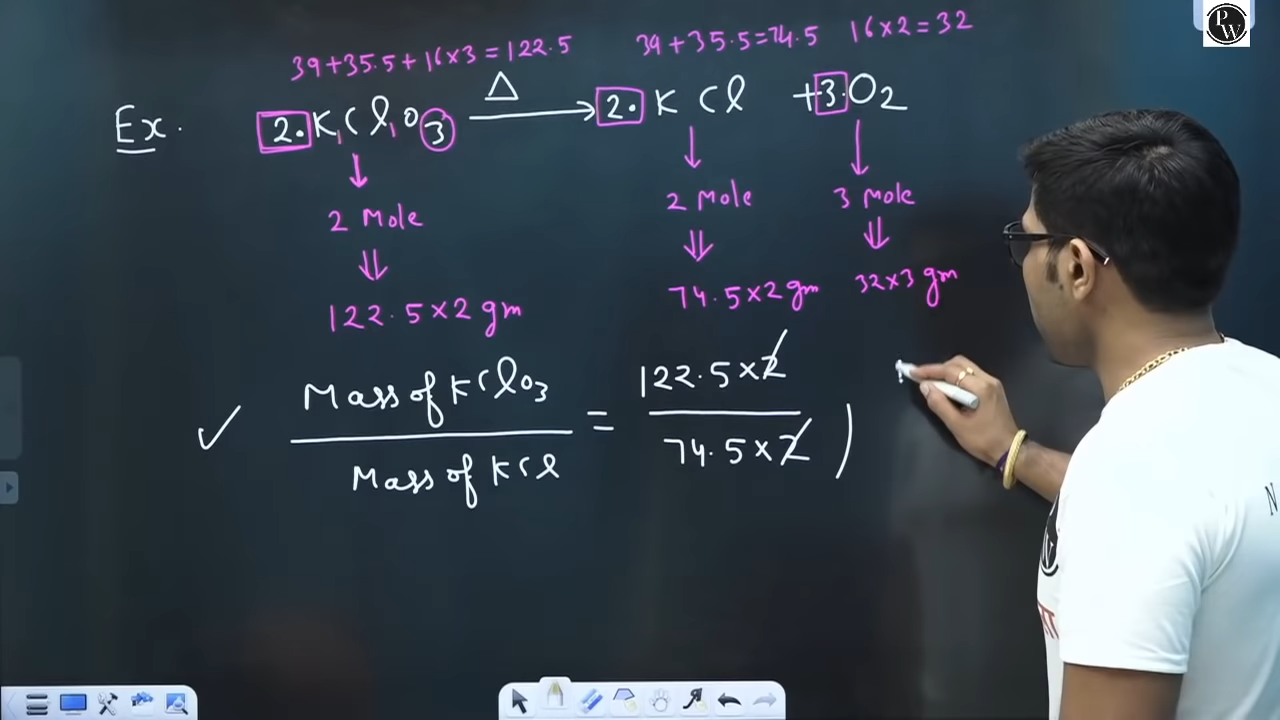 39+35.5+16×3=122.5 39+35.5=74.5 16×2=32
Ex. 2.KClO3 Δ→ 2.KCl +3.O2
↓ ↓ ↓
2 Mole 2 Mole 3 Mole
⇓ ⇓ ⇓
122.5×2 gm 74.5×2 gm 32×3 gm
✓ Mass of KClO3 = 122.5×2
Mass of KCl 74.5×2 )
PW
N